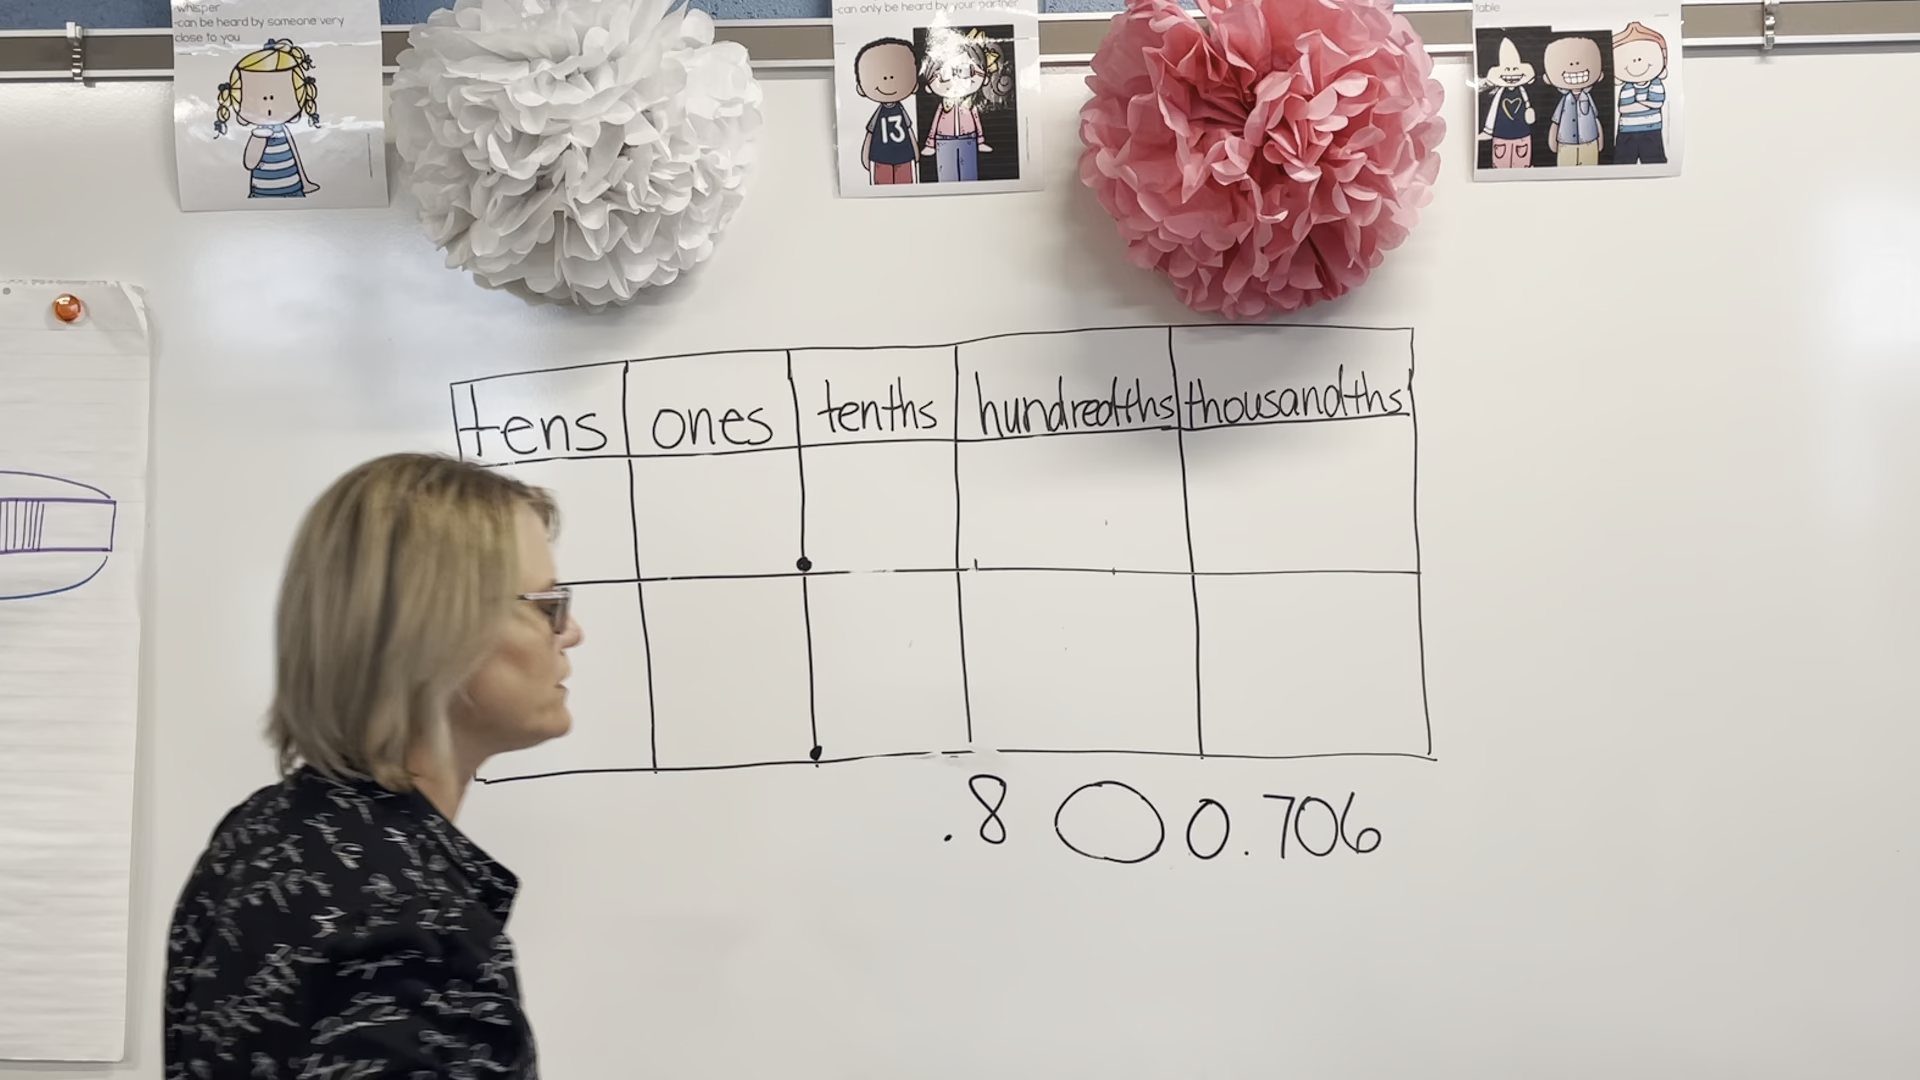 whisper
-can be heard by someone very
close to you
-can only be heard by your partner
table
13
tens ones tenths hundredths thousandths
.8 0.706